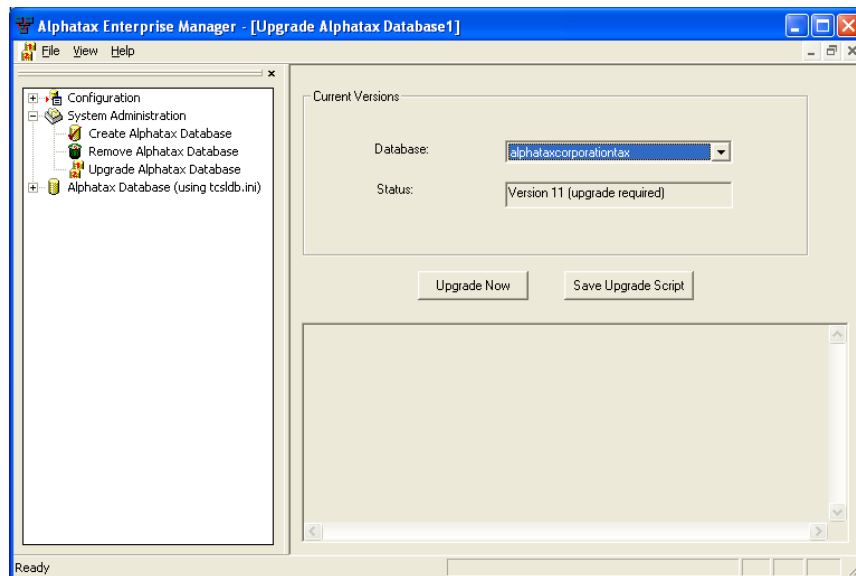 Alphatax Enterprise Manager - [Upgrade Alphatax Database1]
File View Help
Configuration
System Administration
Create Alphatax Database
Remove Alphatax Database
Upgrade Alphatax Database
Alphatax Database (using tcsldb.ini)
Current Versions
Database:
alphataxcorporationtax
Status:
Version 11 (upgrade required)
Upgrade Now
Save Upgrade Script
Ready